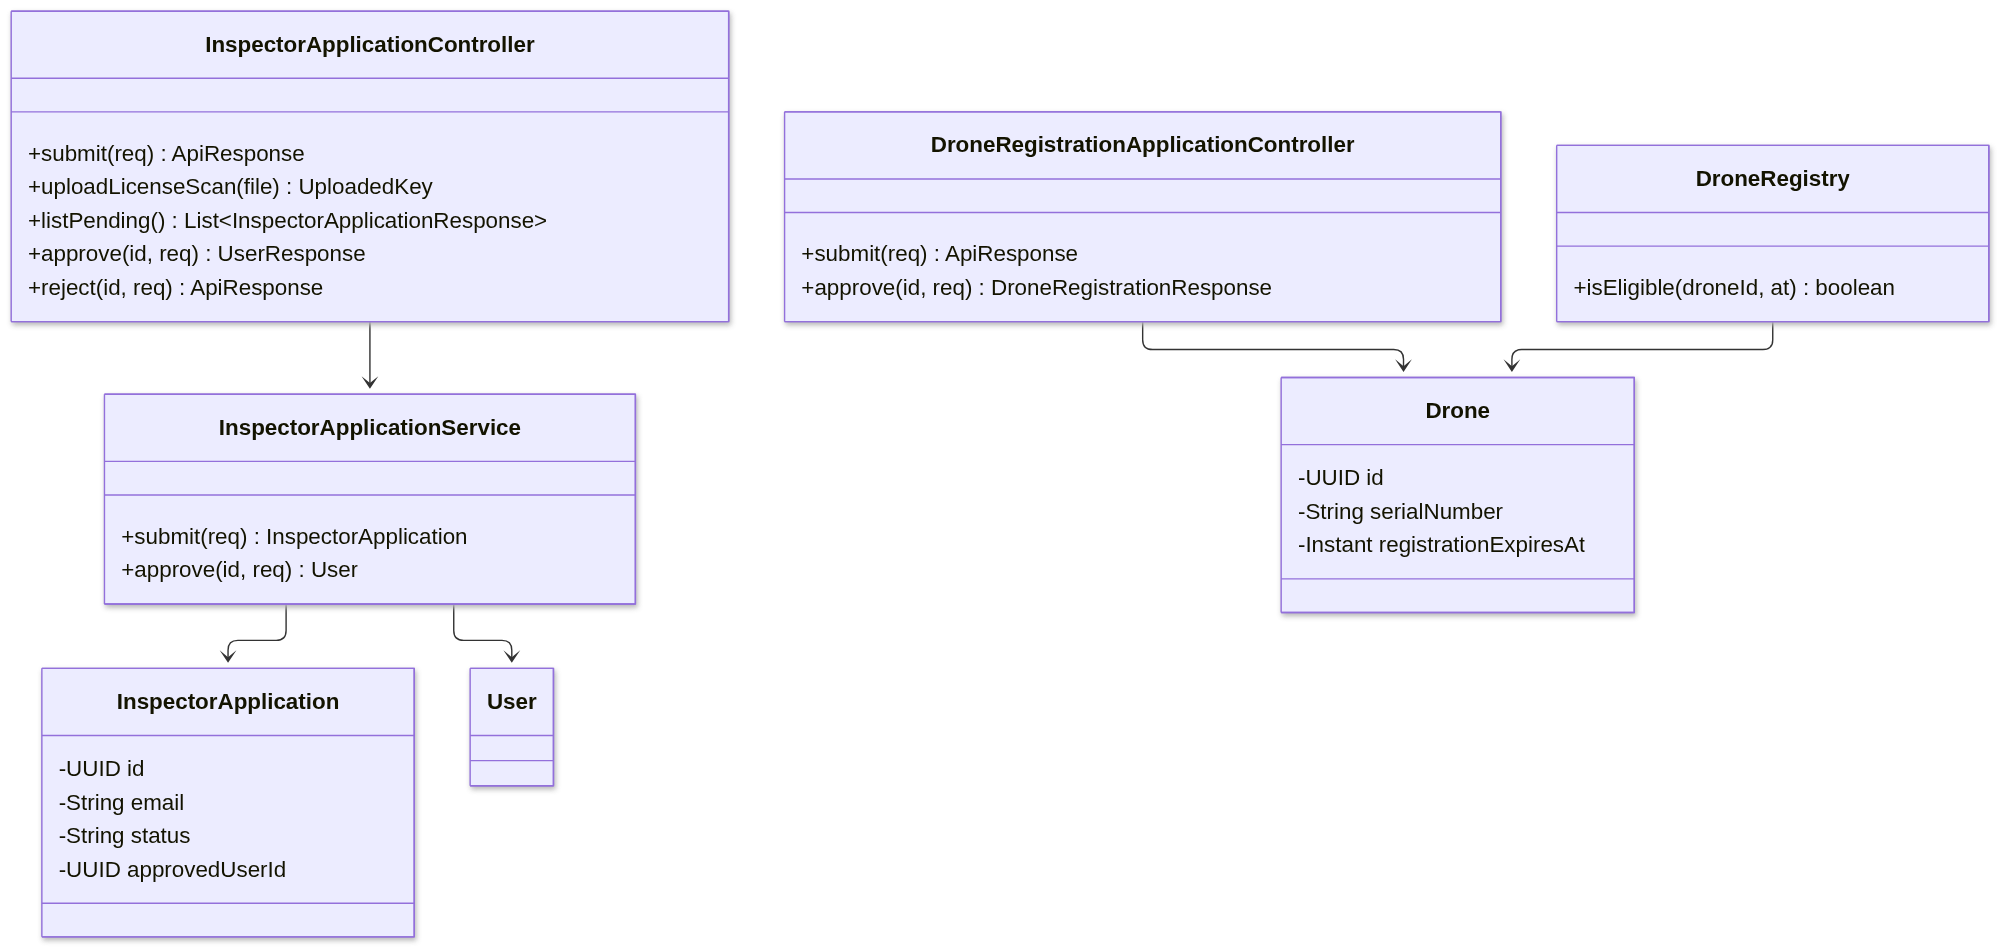 InspectorApplicationController
+submit(req) : ApiResponse
+uploadLicenseScan(file) : UploadedKey
+listPending() : List<InspectorApplicationResponse>
+approve(id, req) : UserResponse
+reject(id, req) : ApiResponse
DroneRegistrationApplicationController
+submit(req) : ApiResponse
+approve(id, req) : DroneRegistrationResponse
DroneRegistry
+isEligible(droneId, at) : boolean
InspectorApplicationService
+submit(req) : InspectorApplication
+approve(id, req) : User
Drone
-UUID id
-String serialNumber
-Instant registrationExpiresAt
InspectorApplication
-UUID id
-String email
-String status
-UUID approvedUserId
User